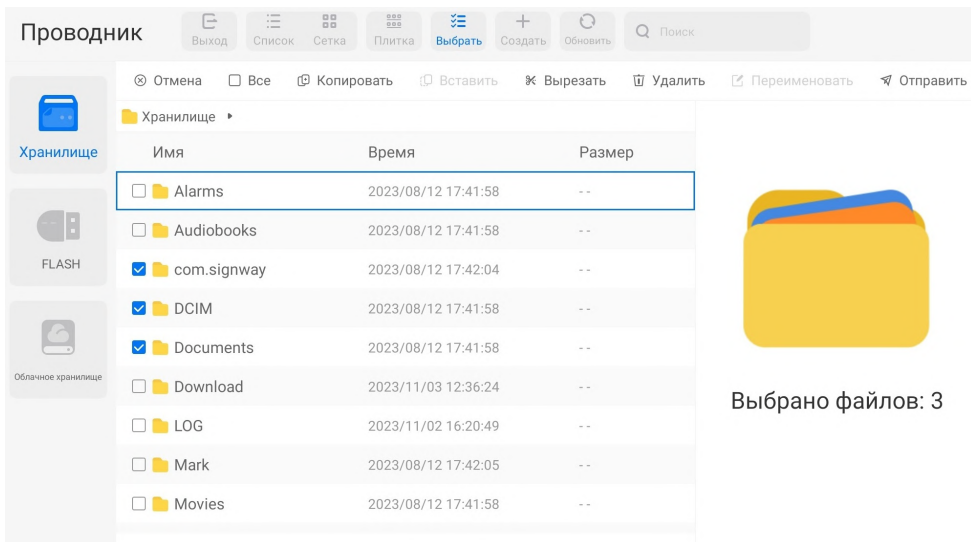 Проводник
Выход Список Сетка Плитка Выбрать Создать Обновить Поиск
Отмена Все Копировать Вставить Вырезать Удалить Переименовать Отправить
Хранилище
FLASH
Облачное хранилище
Хранилище
Имя Время Размер
Alarms 2023/08/12 17:41:58 - -
Audiobooks 2023/08/12 17:41:58 - -
com.signway 2023/08/12 17:42:04 - -
DCIM 2023/08/12 17:41:58 - -
Documents 2023/08/12 17:41:58 - -
Download 2023/11/03 12:36:24 - -
LOG 2023/11/02 16:20:49 - -
Mark 2023/08/12 17:42:05 - -
Movies 2023/08/12 17:41:58 - -
Выбрано файлов: 3